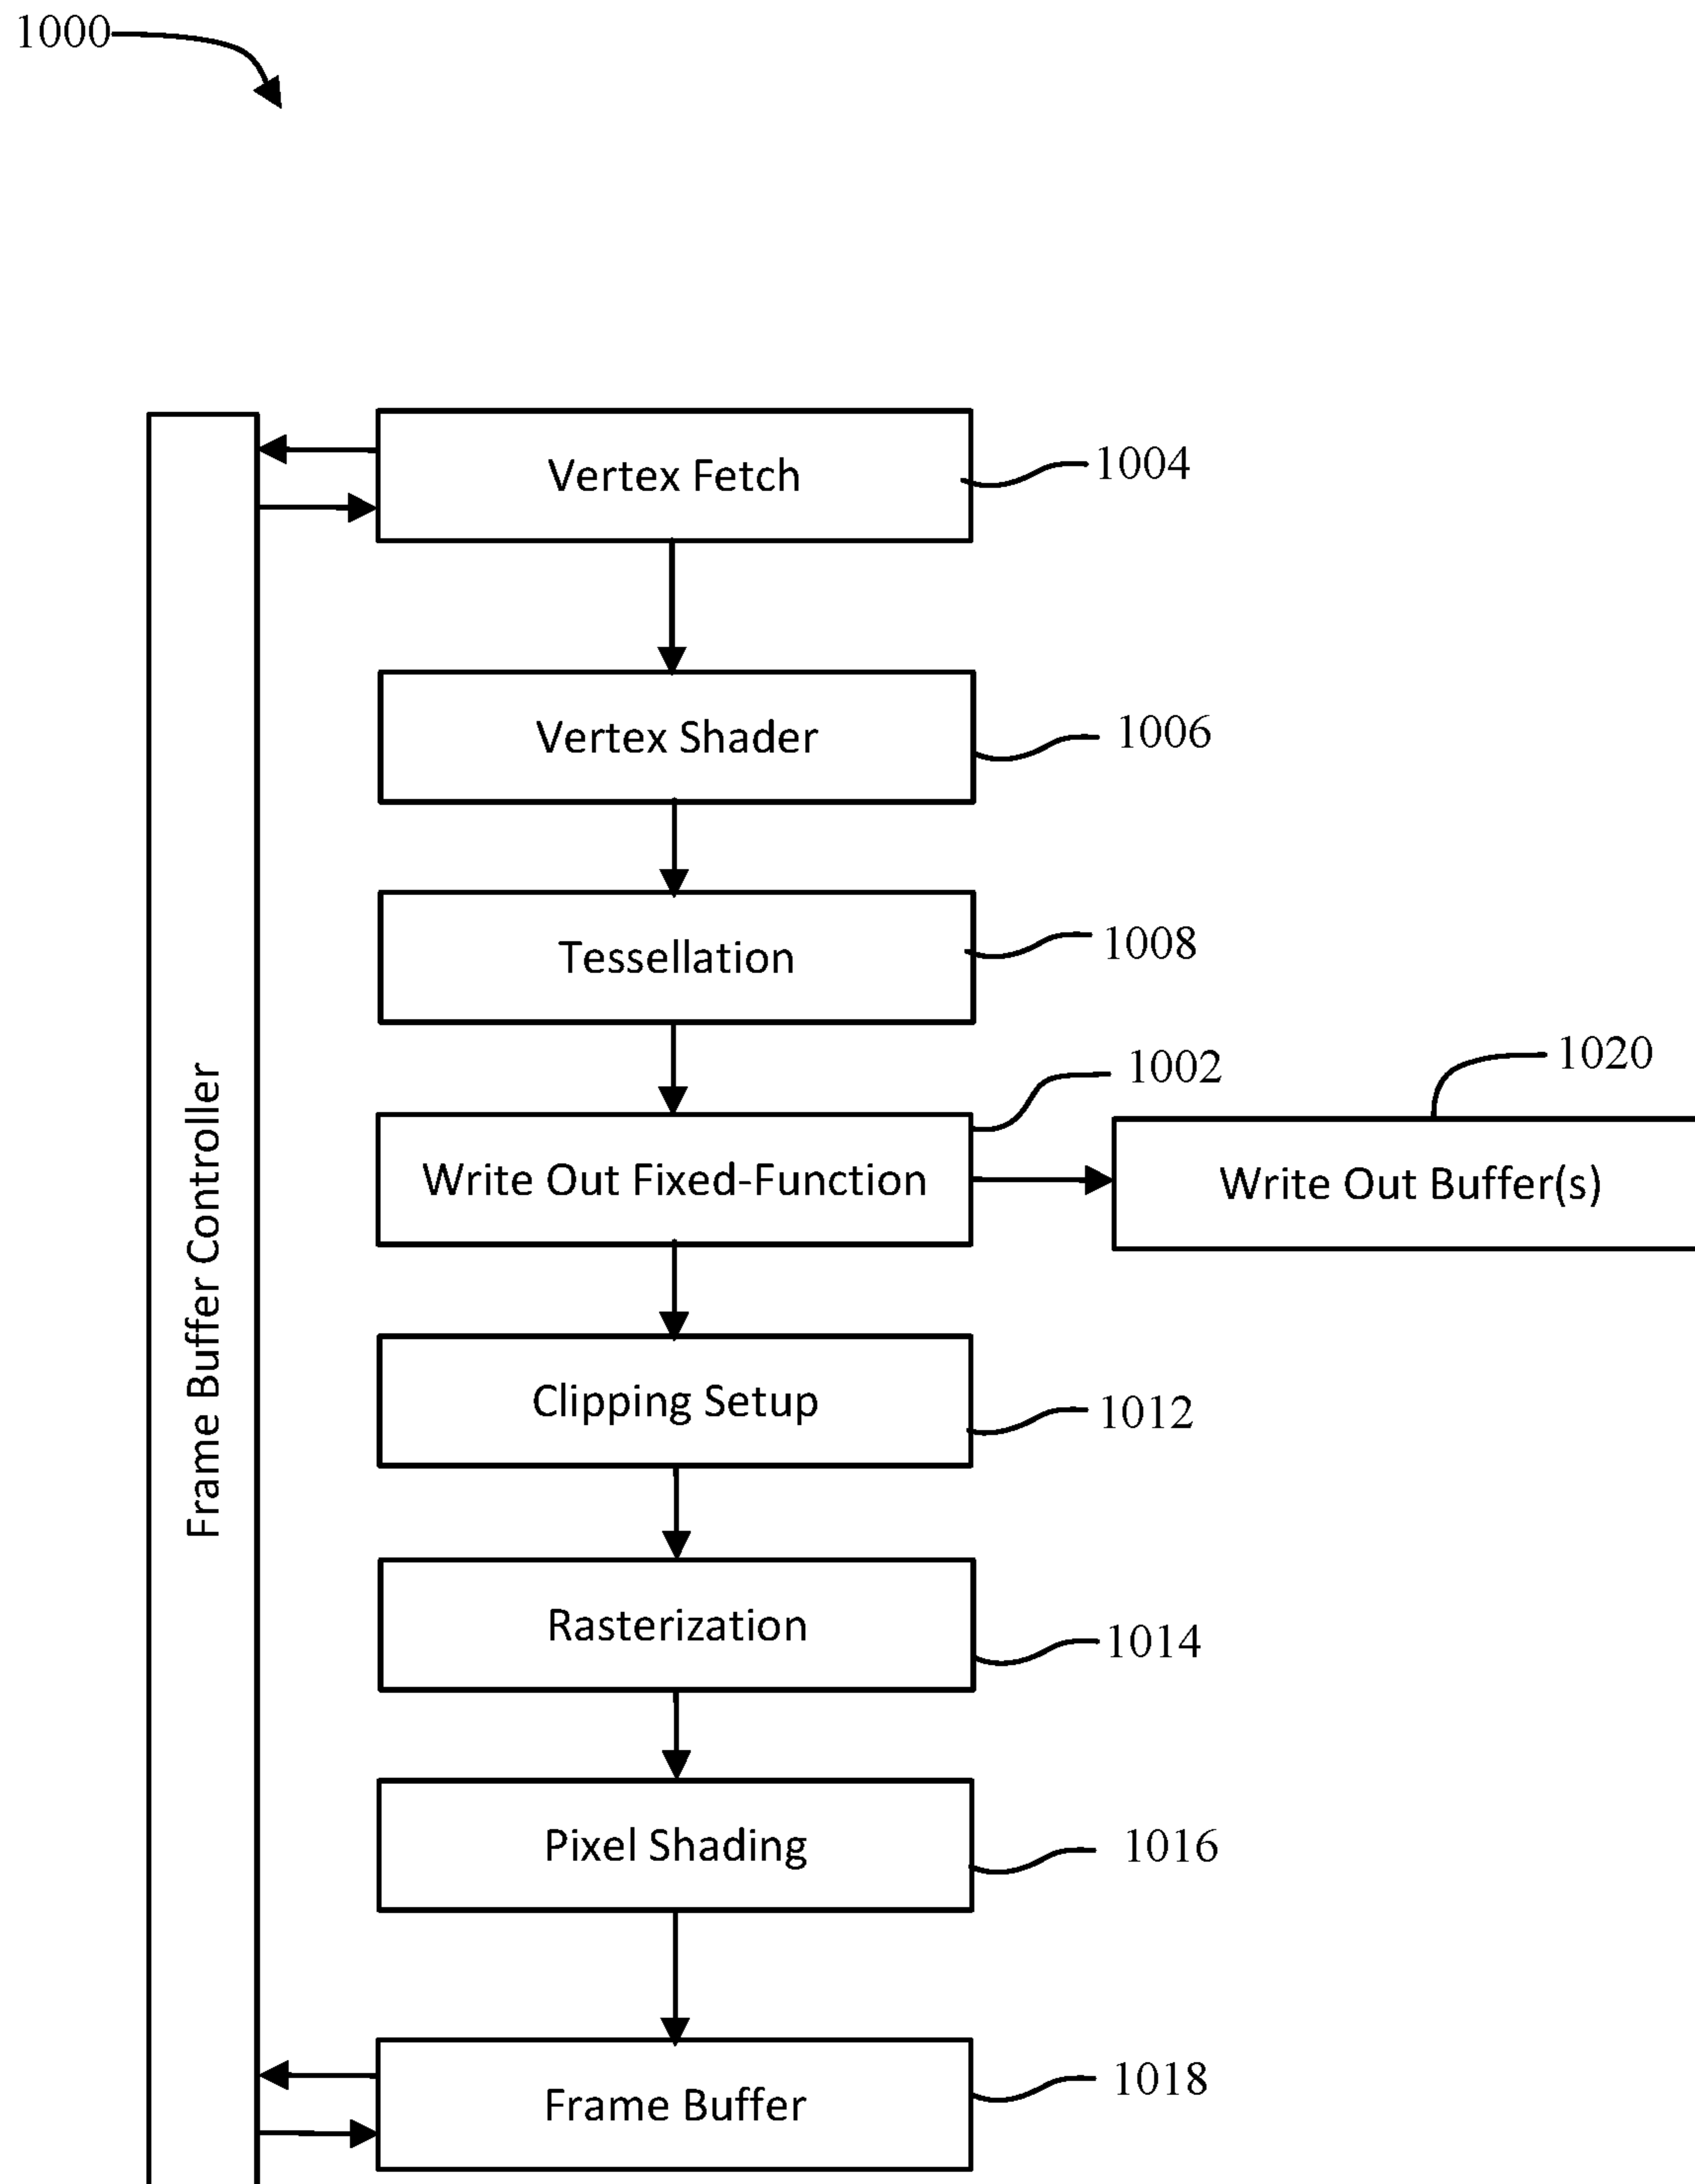 1000
Vertex Fetch
1004
Vertex Shader
1006
Tessellation
1008
1002
1020
Write Out Fixed-Function
Write Out Buffer(s)
Frame Buffer Controller
Clipping Setup
1012
Rasterization
1014
Pixel Shading
1016
Frame Buffer
1018